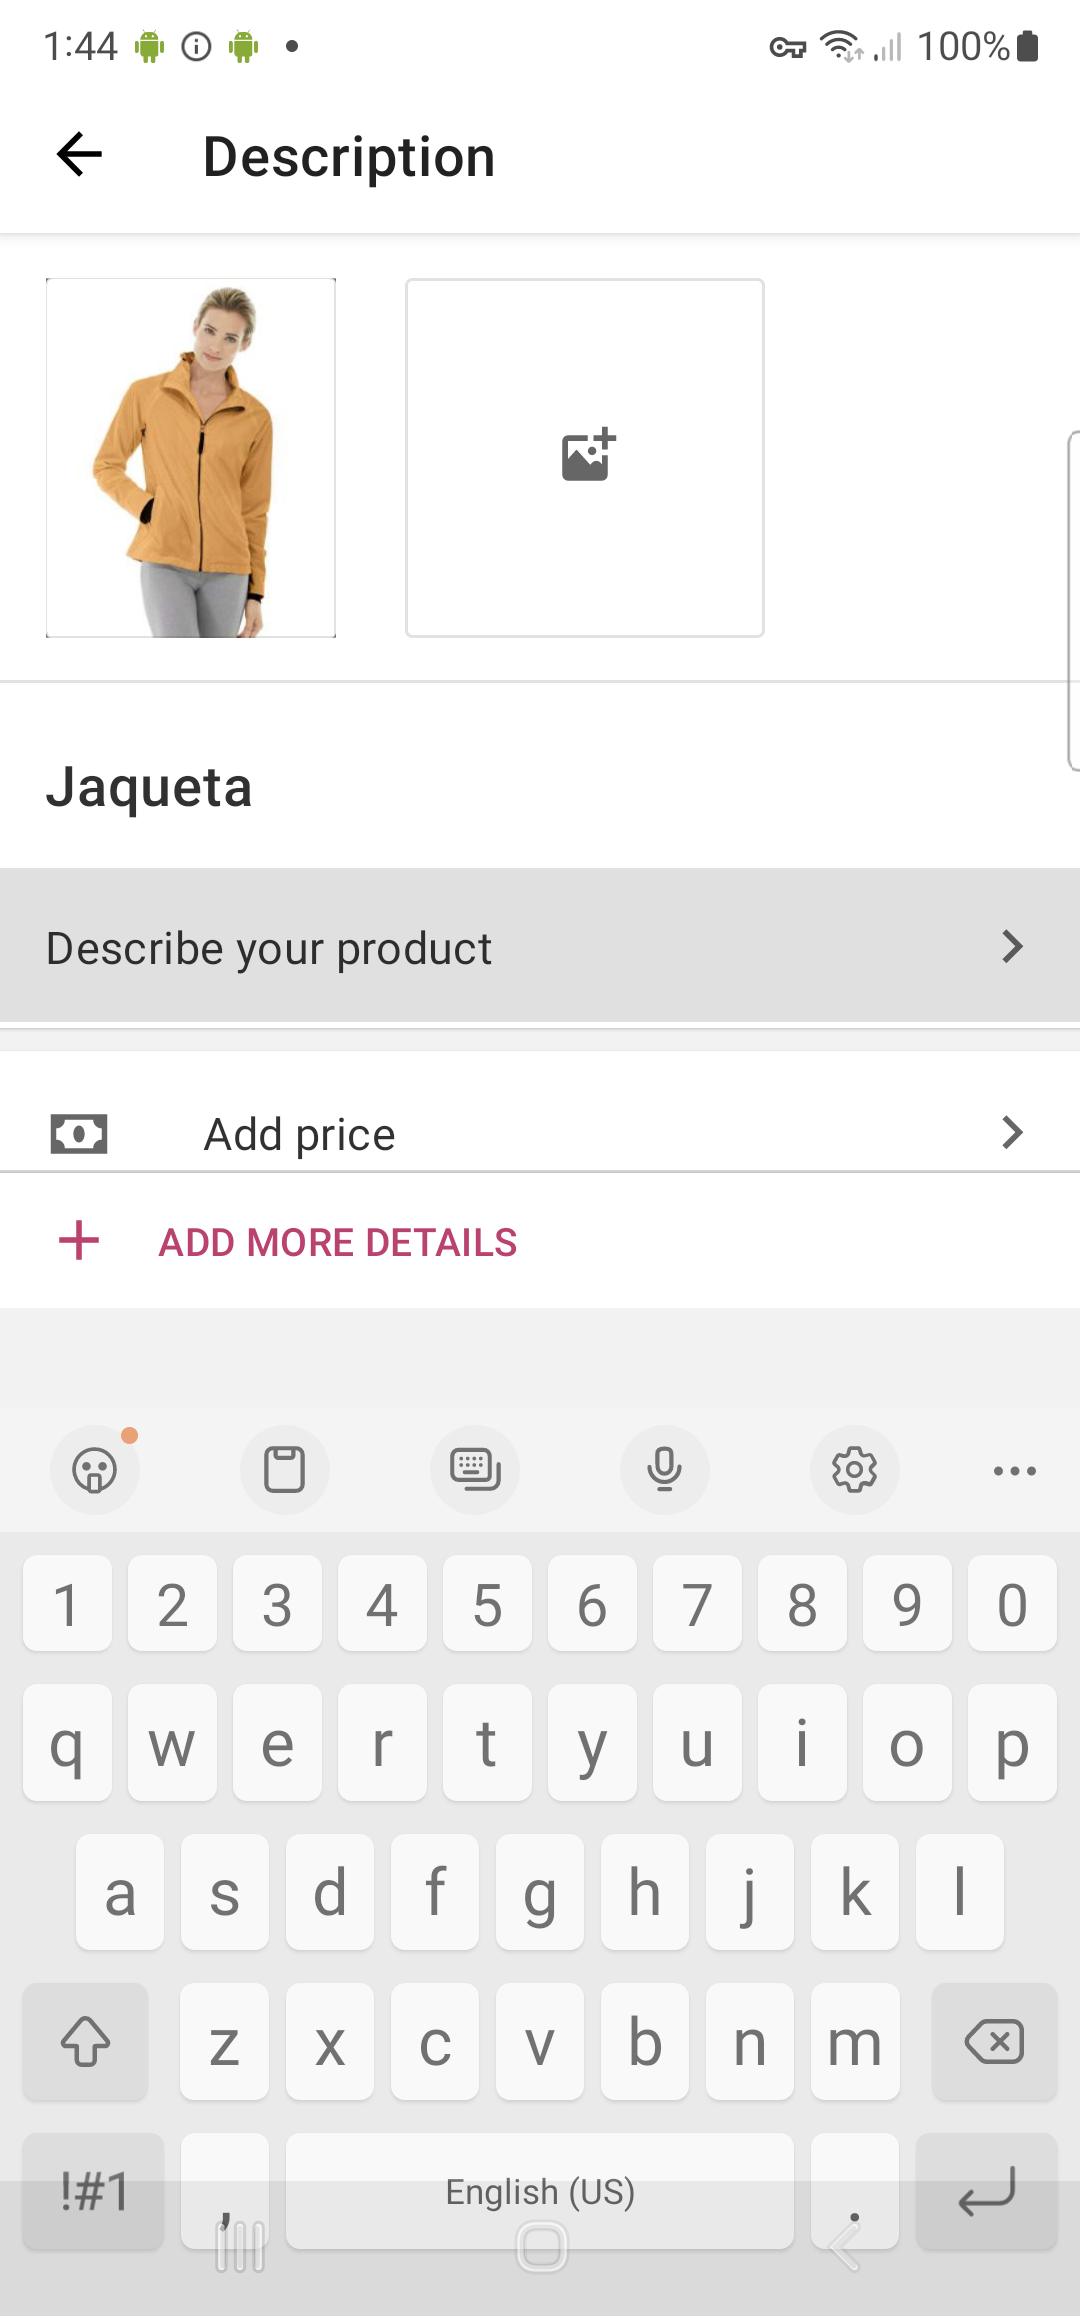 1:44
100%
Description
Jaqueta
Describe your product
Add price
ADD MORE DETAILS
1 2 3 4 5 6 7 8 9 0
q w e r t y u i o p
a s d f g h j k l
z x c v b n m
!#1 , English (US) .